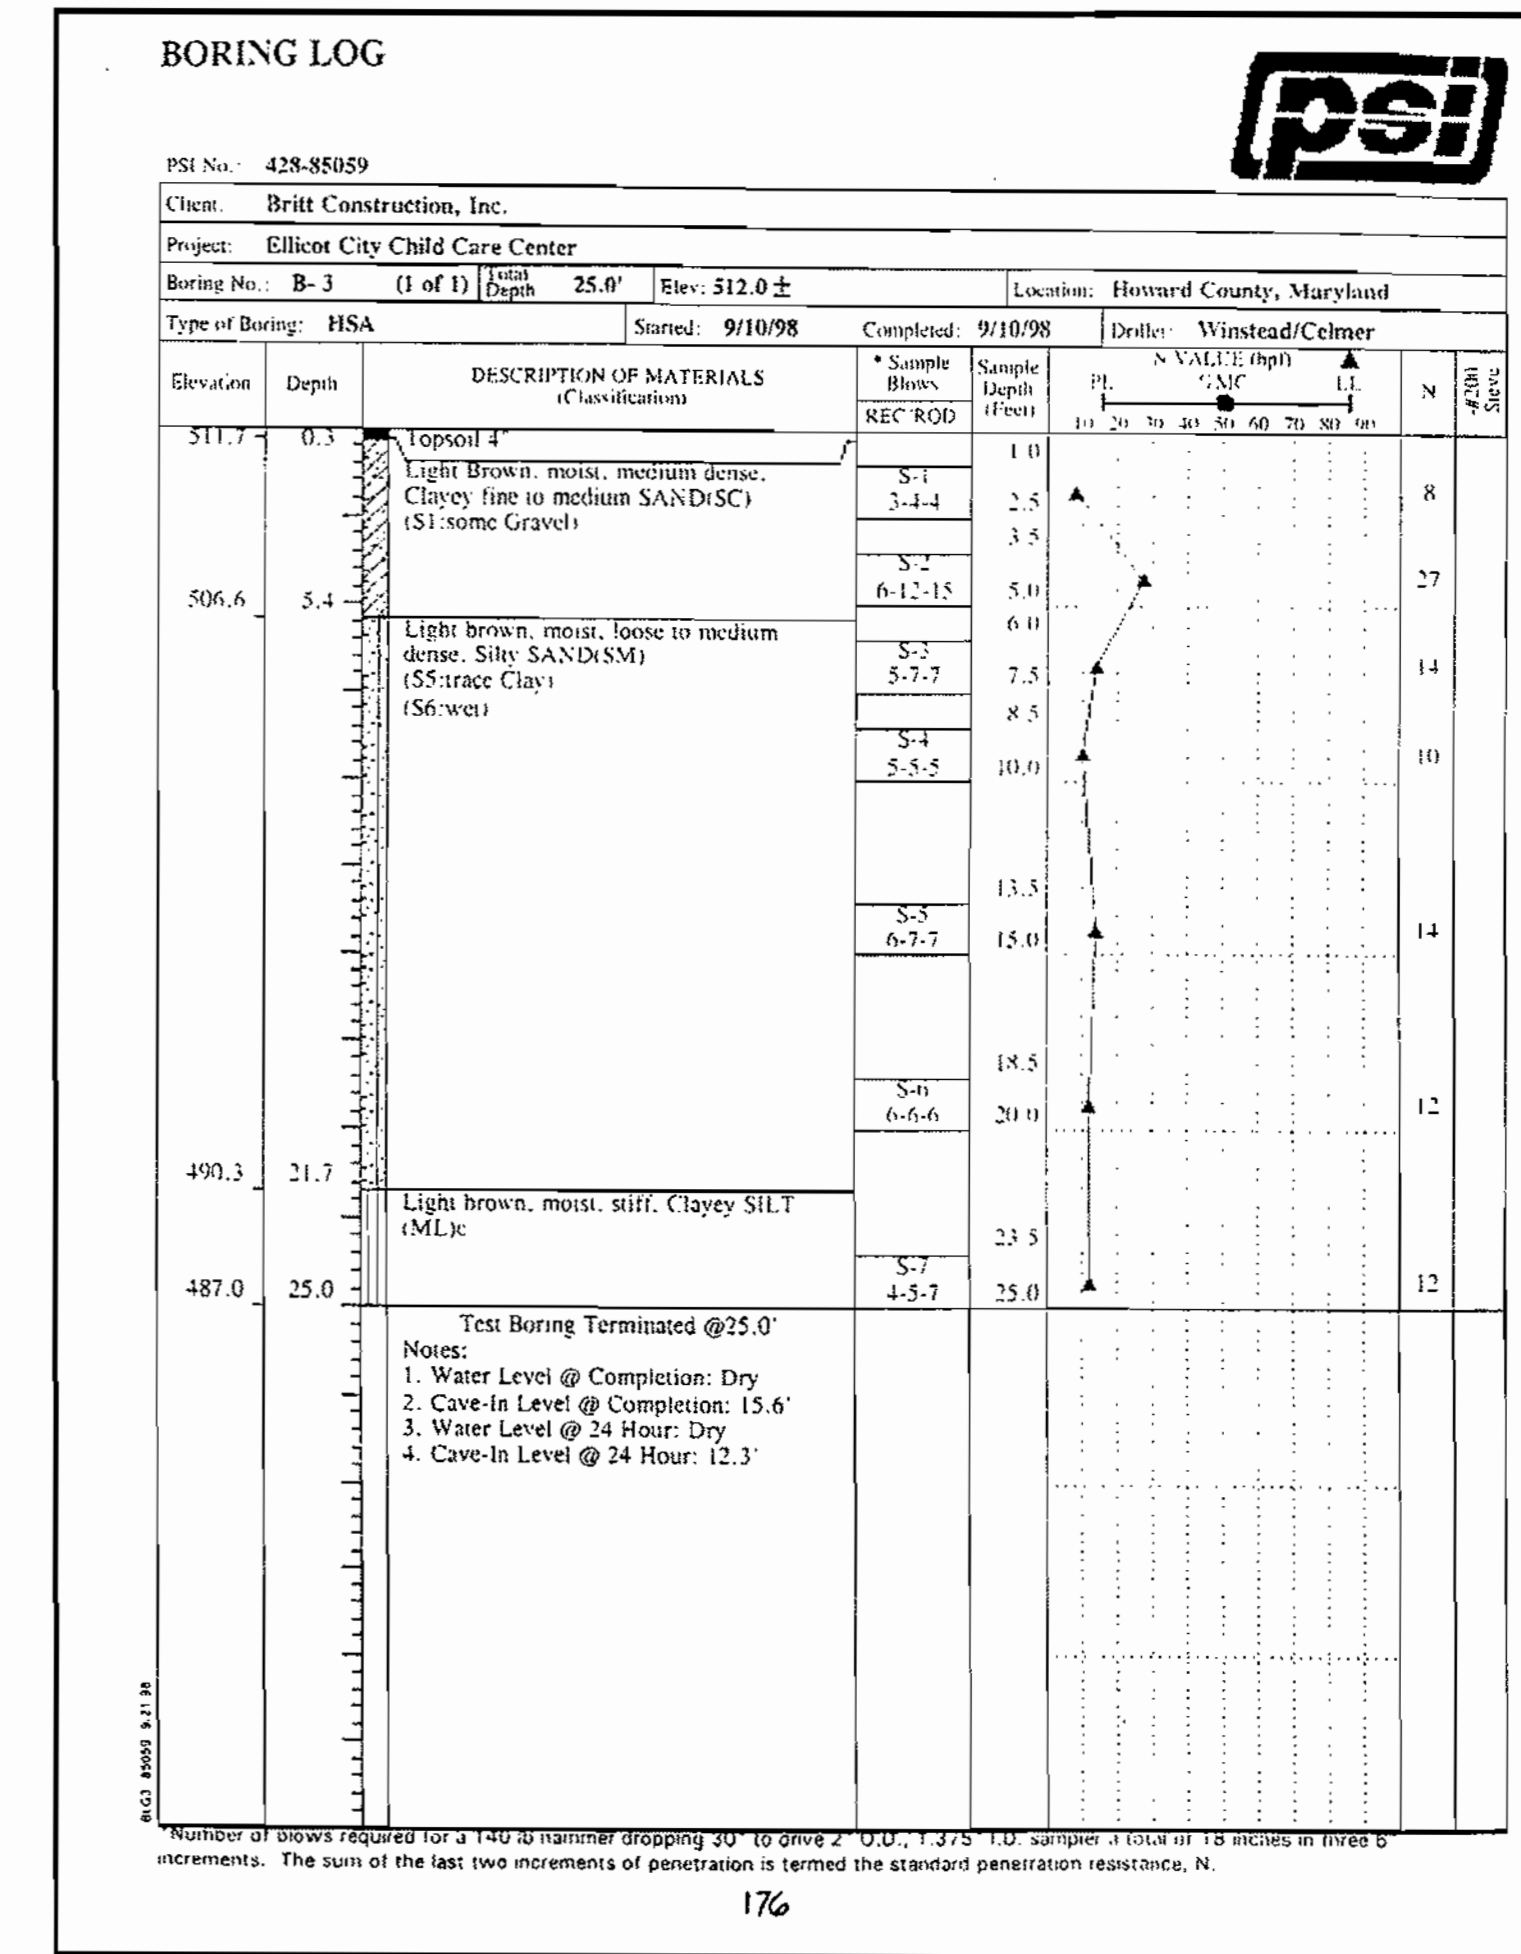 BORING LOG
psi
PSI No.: 428-85059
Client: Britt Construction, Inc.
Project: Ellicot City Child Care Center
Boring No.: B-3 (1 of 1) Total Depth 25.0' Elev: 512.0 ± Location: Howard County, Maryland
Type of Boring: HSA Started: 9/10/98 Completed: 9/10/98 Driller: Winstead/Celmer
Elevation Depth DESCRIPTION OF MATERIALS (Classification) * Sample Blows REC ROD Sample Depth (Feet) N VALUE (bpf) N -#200 Sieve
PL LL
10 20 30 40 50 60 70 80 90
511.7 0.3 Topsoil 4"
1.0
Light Brown, moist, medium dense,
Clayey fine to medium SAND(SC)
(S1:some Gravel)
S-1
3-4-4 2.5 8
3.5
S-2
6-12-15 5.0 27
506.6 5.4
6.0
Light brown, moist, loose to medium
dense, Silty SAND(SM)
(S5:trace Clay)
(S6:wet)
S-3
5-7-7 7.5 14
8.5
S-4
5-5-5 10.0 10
13.5
S-5
6-7-7 15.0 14
18.5
S-6
6-6-6 20.0 12
490.3 21.7
Light brown, moist, stiff, Clayey SILT
(ML)c
23.5
S-7
4-5-7 25.0 12
487.0 25.0
Test Boring Terminated @25.0'
Notes:
1. Water Level @ Completion: Dry
2. Cave-In Level @ Completion: 15.6'
3. Water Level @ 24 Hour: Dry
4. Cave-In Level @ 24 Hour: 12.3'
85059 9.21 98
*Number of blows required for a 140 lb hammer dropping 30" to drive 2" O.D., 1.375" I.D. sampler a total of 18 inches in three 6"
increments. The sum of the last two increments of penetration is termed the standard penetration resistance, N.
176